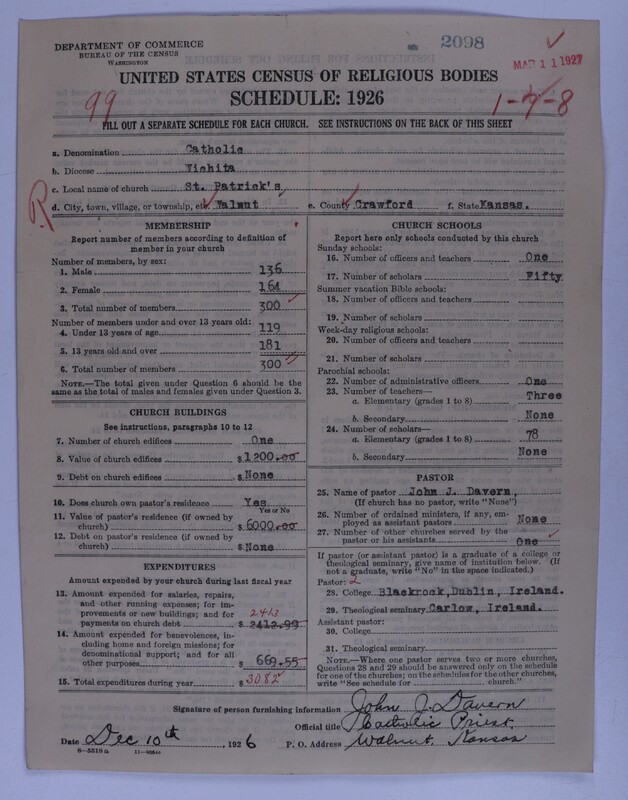 DEPARTMENT OF COMMERCE
BUREAU OF THE CENSUS
WASHINGTON
2098
MAR 11 1927
UNITED STATES CENSUS OF RELIGIOUS BODIES
SCHEDULE: 1926
99
1-7-8
FILL OUT A SEPARATE SCHEDULE FOR EACH CHURCH. SEE INSTRUCTIONS ON THE BACK OF THIS SHEET
a. Denomination Catholic
b. Diocese Wichita
c. Local name of church St. Patrick's
d. City, town, village, or township, etc. Walnut e. County Crawford f. State Kansas.
R
MEMBERSHIP
Report number of members according to definition of
member in your church
Number of members, by sex:
1. Male 136
2. Female 164
3. Total number of members 300
Number of members under and over 13 years old:
4. Under 13 years of age 119
5. 13 years old and over 181
6. Total number of members 300
NOTE.—The total given under Question 6 should be the
same as the total of males and females given under Question 3.
CHURCH BUILDINGS
See instructions, paragraphs 10 to 12
7. Number of church edifices One
8. Value of church edifices $1200.00
9. Debt on church edifices $None
10. Does church own pastor's residence Yes
Yes or No
11. Value of pastor's residence (if owned by
church) $6000.00
12. Debt on pastor's residence (if owned by
church) $None
EXPENDITURES
Amount expended by your church during last fiscal year
13. Amount expended for salaries, repairs,
and other running expenses; for im-
provements or new buildings; and for 2413
payments on church debt $ 2412.99
14. Amount expended for benevolences, in-
cluding home and foreign missions; for
denominational support; and for all
other purposes 669.55
15. Total expenditures during year $3082
CHURCH SCHOOLS
Report here only schools conducted by this church
Sunday schools:
16. Number of officers and teachers One
17. Number of scholars Fifty
Summer vacation Bible schools:
18. Number of officers and teachers
19. Number of scholars
Week-day religious schools:
20. Number of officers and teachers
21. Number of scholars
Parochial schools:
22. Number of administrative officers One
23. Number of teachers—
a. Elementary (grades 1 to 8) Three
b. Secondary None
24. Number of scholars—
a. Elementary (grades 1 to 8) 78
b. Secondary None
PASTOR
25. Name of pastor John J. Davern,
(If church has no pastor, write "None")
26. Number of ordained ministers, if any, em-
ployed as assistant pastors None
27. Number of other churches served by the
pastor or his assistants One
If pastor (or assistant pastor) is a graduate of a college or
theological seminary, give name of institution below. (If
not a graduate, write "No" in the space indicated.)
Pastor: 2
28. College Blackrock, Dublin, Ireland.
29. Theological seminary Carlow, Ireland.
Assistant pastor:
30. College
31. Theological seminary
NOTE.—Where one pastor serves two or more churches,
Questions 28 and 29 should be answered only on the schedule
for one of the churches; on the schedules for the other churches,
write "See schedule for church."
Signature of person furnishing information John J. Davern
Official title Catholic Priest
Date Dec 10th, 1926 P. O. Address Walnut, Kansas